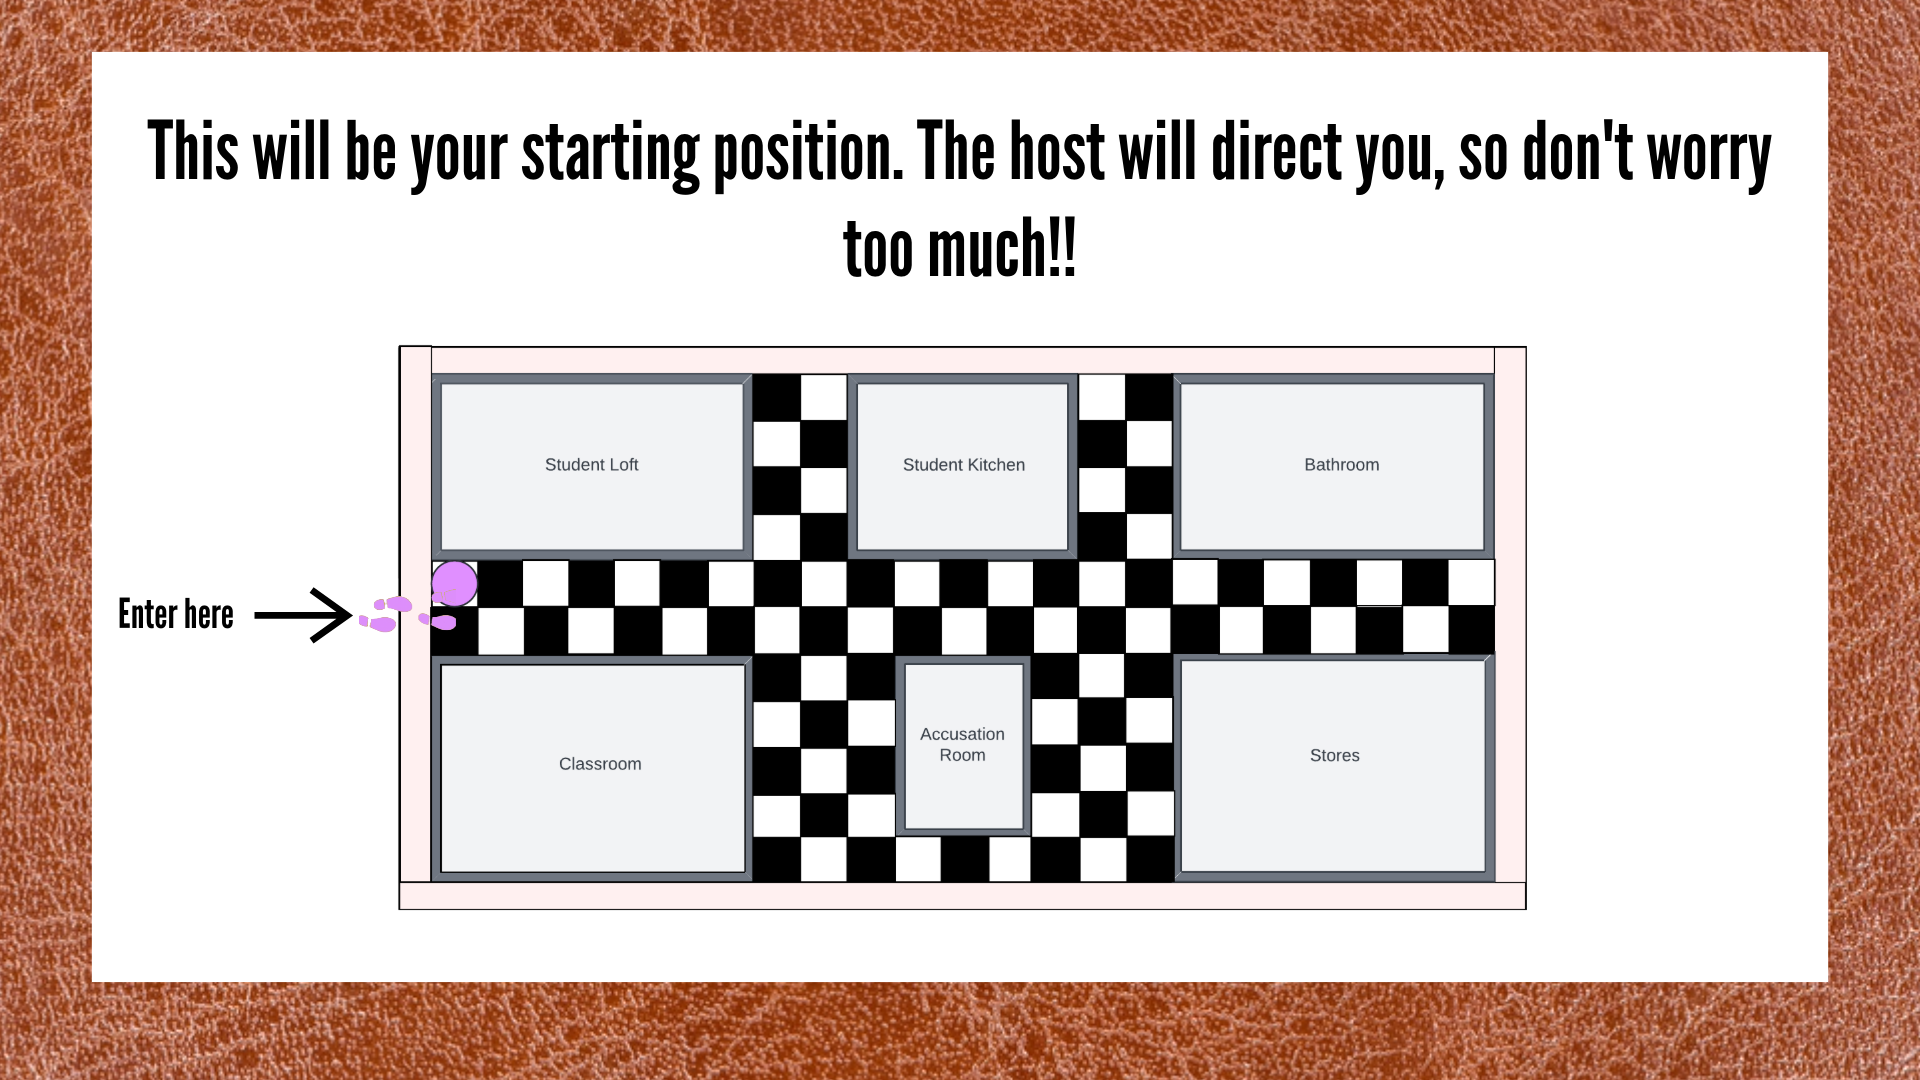 This will be your starting position. The host will direct you, so don't worry
too much!!
Student Loft
Student Kitchen
Bathroom
Enter here
Classroom
Accusation
Room
Stores